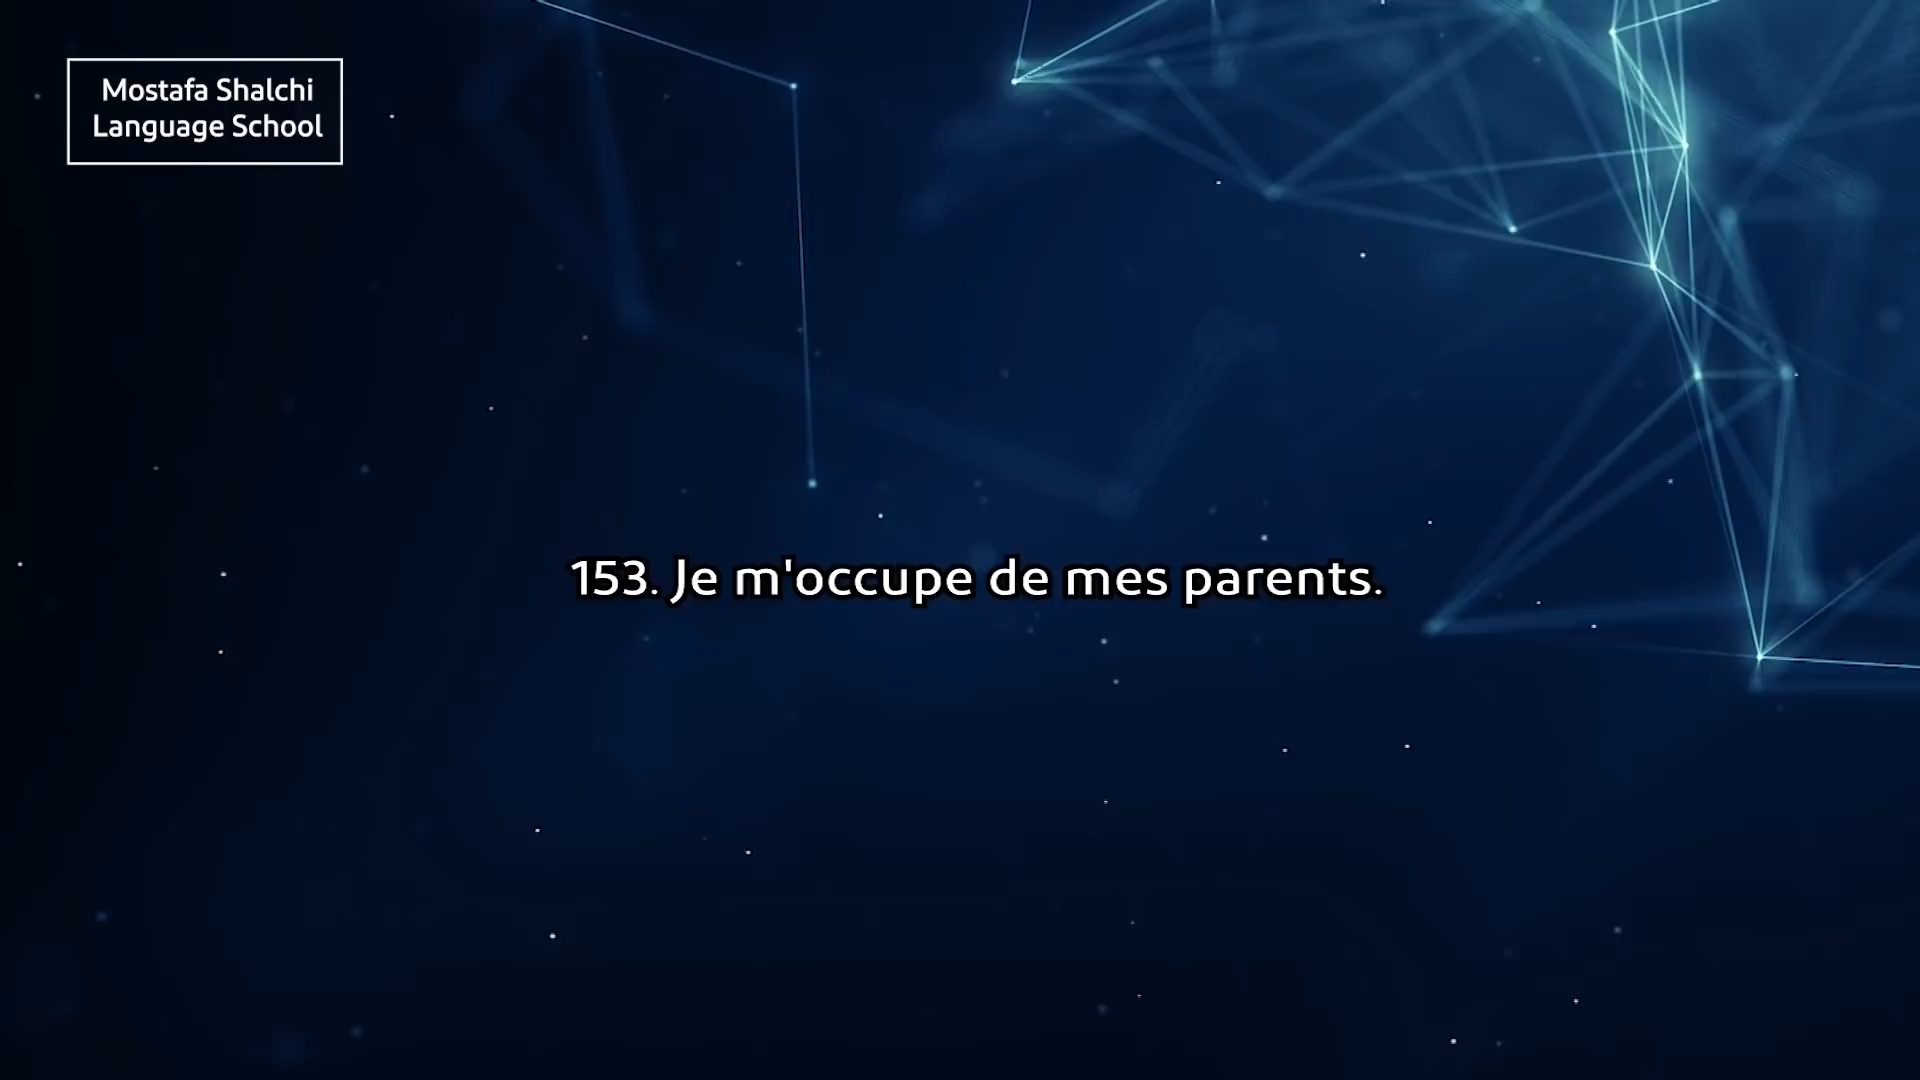 Mostafa Shalchi
Language School
153. Je m'occupe de mes parents.